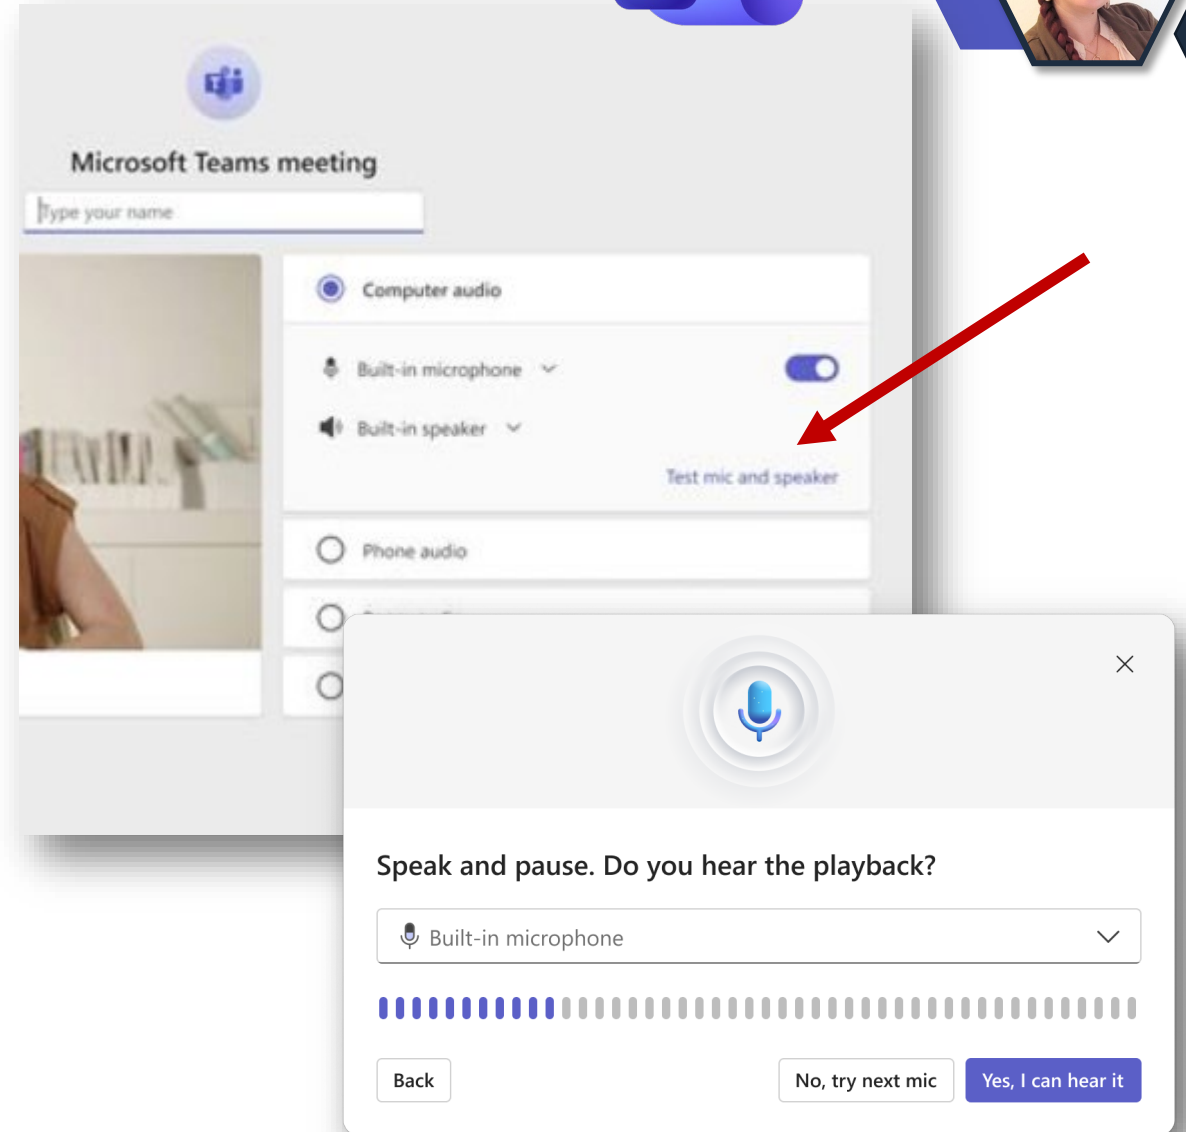 Microsoft Teams meeting
Type your name
Computer audio
Built-in microphone
Built-in speaker
Test mic and speaker
Phone audio
Speak and pause. Do you hear the playback?
Built-in microphone
Back
No, try next mic
Yes, I can hear it